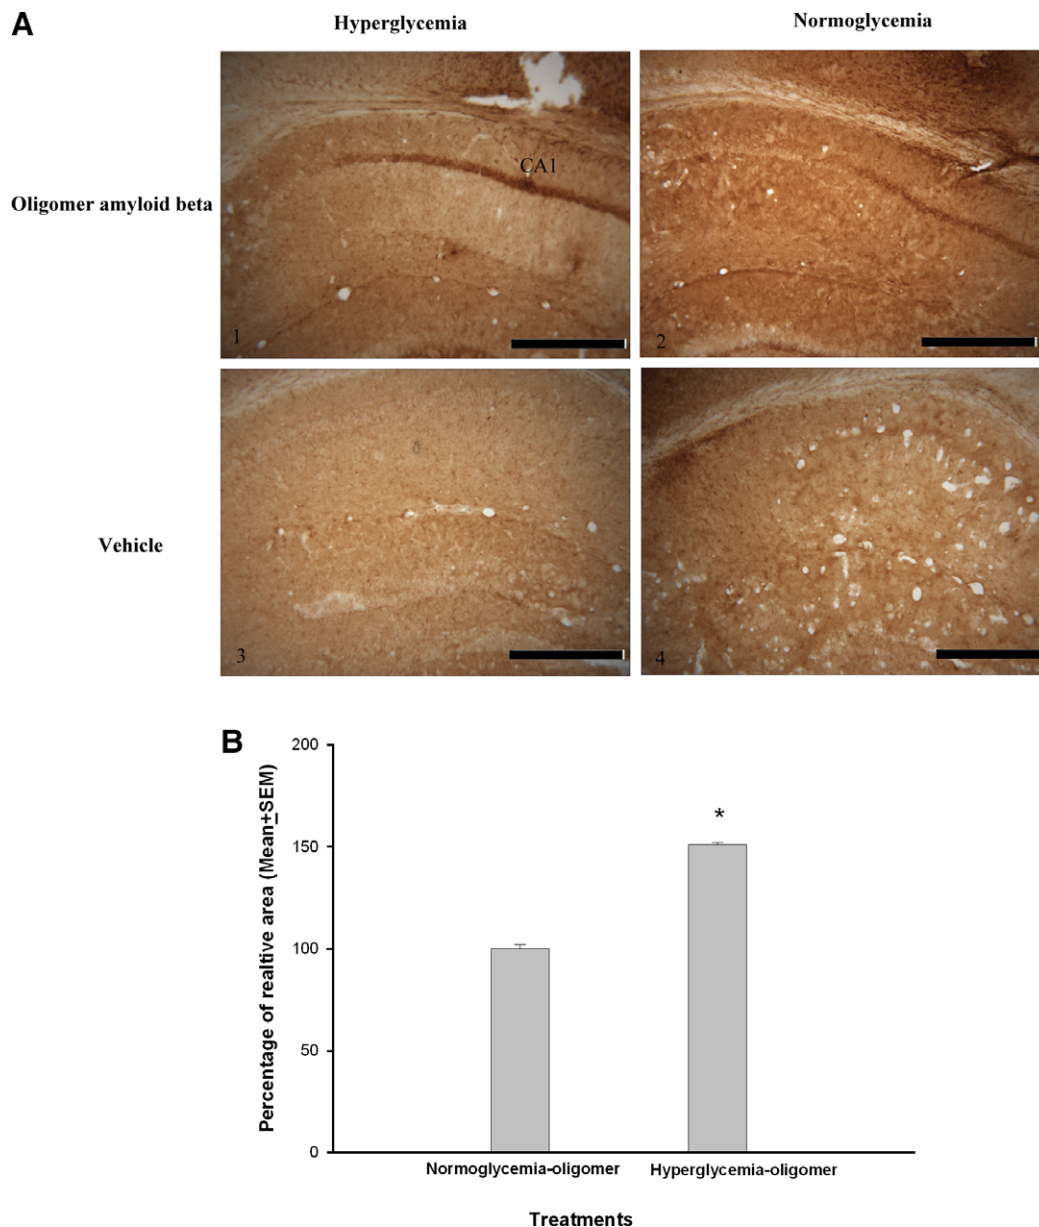 A
Hyperglycemia
Normoglycemia
Oligomer amyloid beta
CA1
1
2
Vehicle
3
4
B
Percentage of realtive area (Mean±SEM)
200
150
100
50
0
*
Normoglycemia-oligomer
Hyperglycemia-oligomer
Treatments